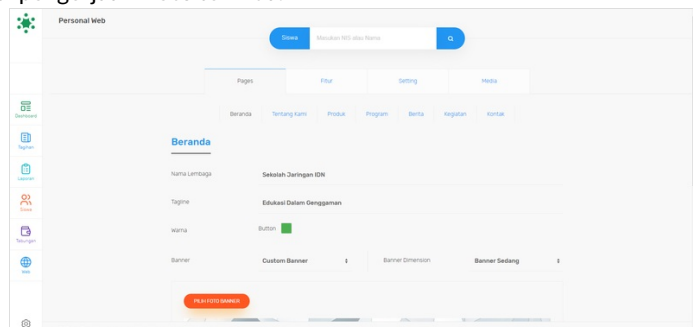 Personal Web
Siswa
Masukan NIS atau Nama
Pages
Fitur
Setting
Media
Beranda
Tentang Kami
Produk
Program
Berita
Kegiatan
Kontak
Dashboard
Tagihan
Laporan
Siswa
Tabungan
Web
Beranda
Nama Lembaga
Sekolah Jaringan IDN
Tagline
Edukasi Dalam Genggaman
Warna
Button
Banner
Custom Banner
Banner Dimension
Banner Sedang
PILIH FOTO BANNER